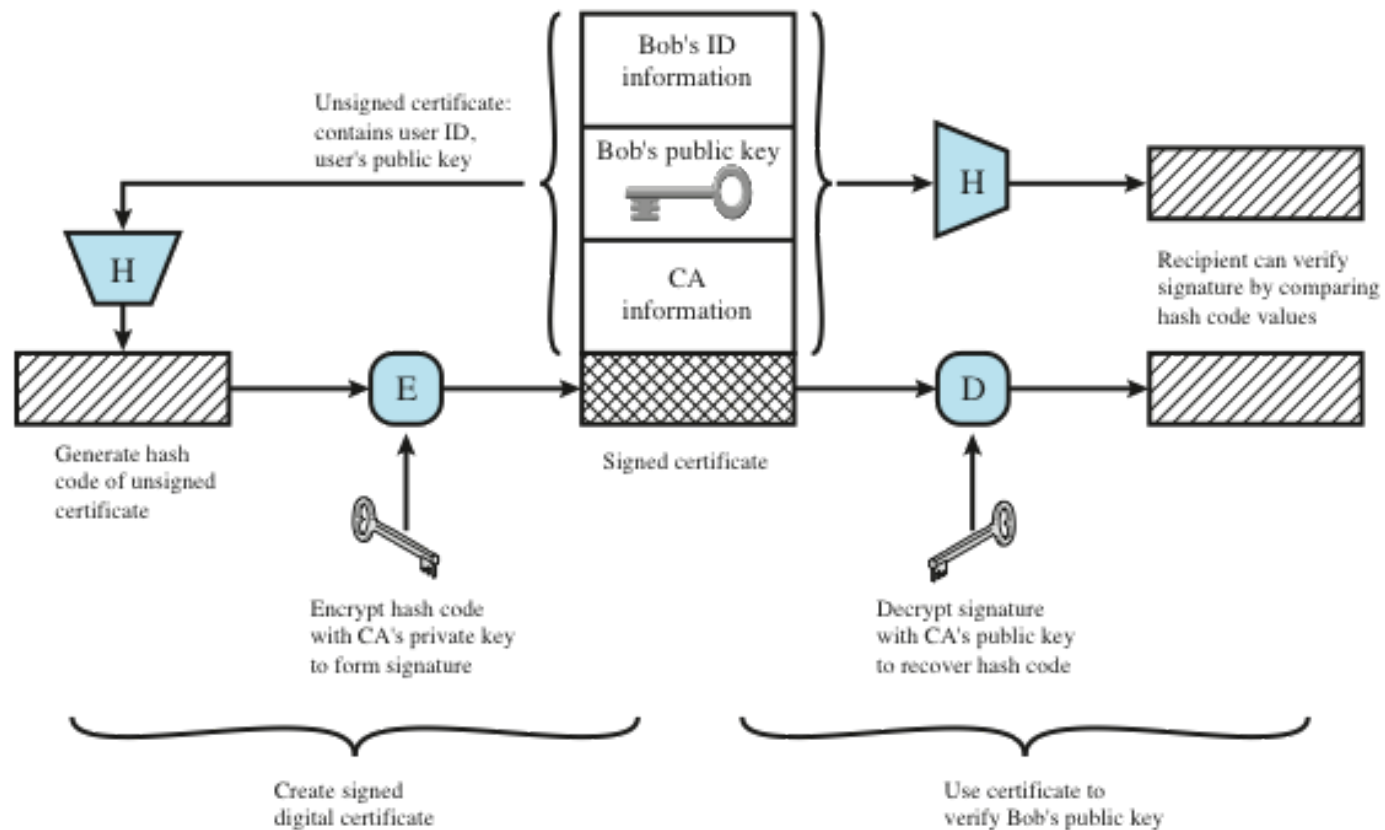 Bob's ID
information
Unsigned certificate:
contains user ID,
user's public key
Bob's public key
H
H
CA
information
Recipient can verify
signature by comparing
hash code values
E
D
Generate hash
code of unsigned
certificate
Signed certificate
Encrypt hash code
with CA's private key
to form signature
Decrypt signature
with CA's public key
to recover hash code
Create signed
digital certificate
Use certificate to
verify Bob's public key